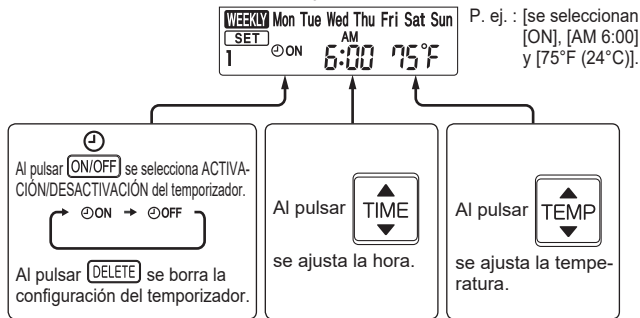 WEEKLY Mon Tue Wed Thu Fri Sat Sun
SET AM
1 ON 6:00 75°F
P. ej. : [se seleccionan
[ON], [AM 6:00]
y [75°F (24°C)].
Al pulsar ON/OFF se selecciona ACTIVA-
CIÓN/DESACTIVACIÓN del temporizador.
ON → OFF
Al pulsar DELETE se borra la
configuración del temporizador.
Al pulsar TIME
se ajusta la hora.
Al pulsar TEMP
se ajusta la tempe-
ratura.